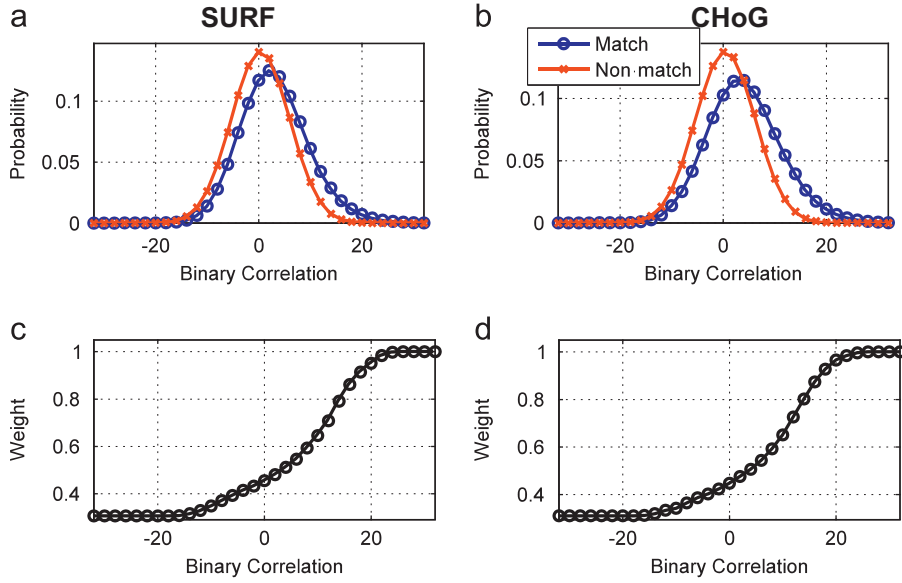 a SURF
b CHoG
Match
Non match
Probability
0.1
0.05
0
-20 0 20
Binary Correlation
Probability
0.1
0.05
0
-20 0 20
Binary Correlation
c
Weight
1
0.8
0.6
0.4
-20 0 20
Binary Correlation
d
Weight
1
0.8
0.6
0.4
-20 0 20
Binary Correlation